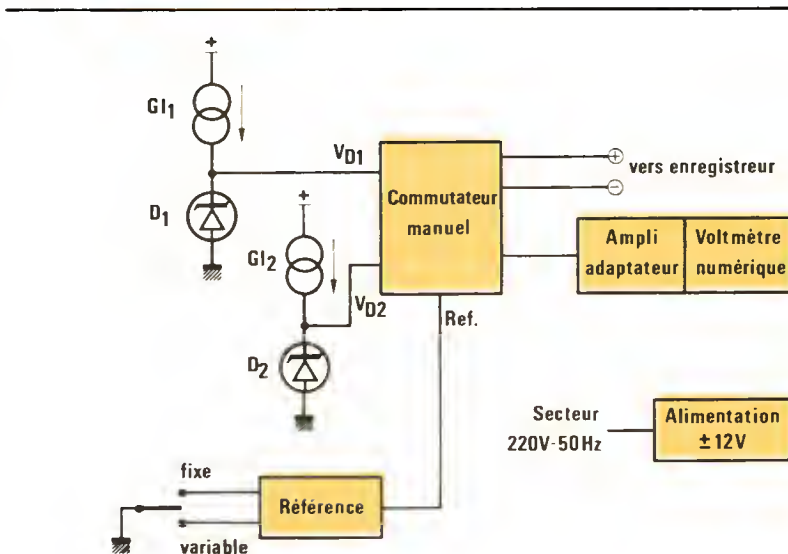 +
GI1
VD1
D1
+
GI2
VD2
D2
Commutateur
manuel
+
vers enregistreur
−
Ampli
adaptateur
Voltmètre
numérique
Ref.
Secteur
220V-50Hz
Alimentation
±12V
fixe
Référence
variable